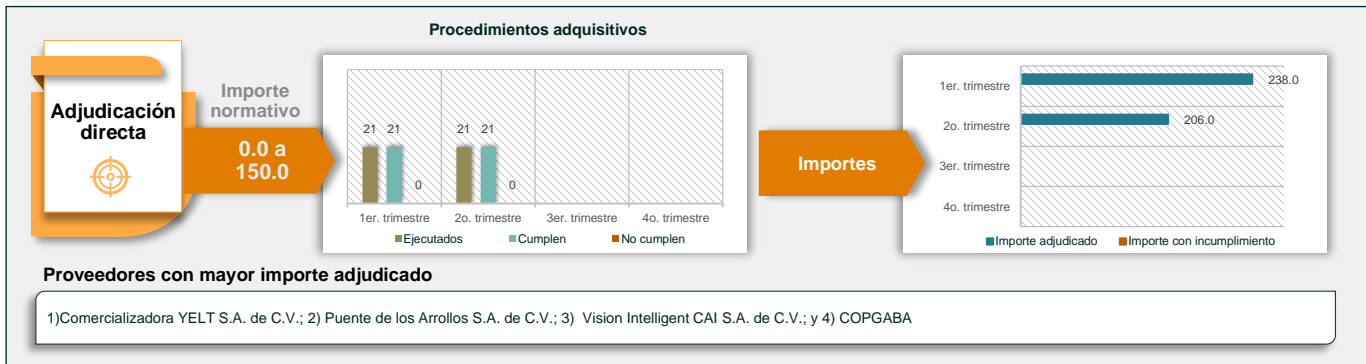 Procedimientos adquisitivos
Adjudicación
directa
Importe
normativo
0.0 a
150.0
21 21
0
21 21
0
1er. trimestre 2o. trimestre 3er. trimestre 4o. trimestre
Ejecutados Cumplen No cumplen
Importes
1er. trimestre 238.0
2o. trimestre 206.0
3er. trimestre
4o. trimestre
Importe adjudicado Importe con incumplimiento
Proveedores con mayor importe adjudicado
1)Comercializadora YELT S.A. de C.V.; 2) Puente de los Arrollos S.A. de C.V.; 3) Vision Intelligent CAI S.A. de C.V.; y 4) COPGABA